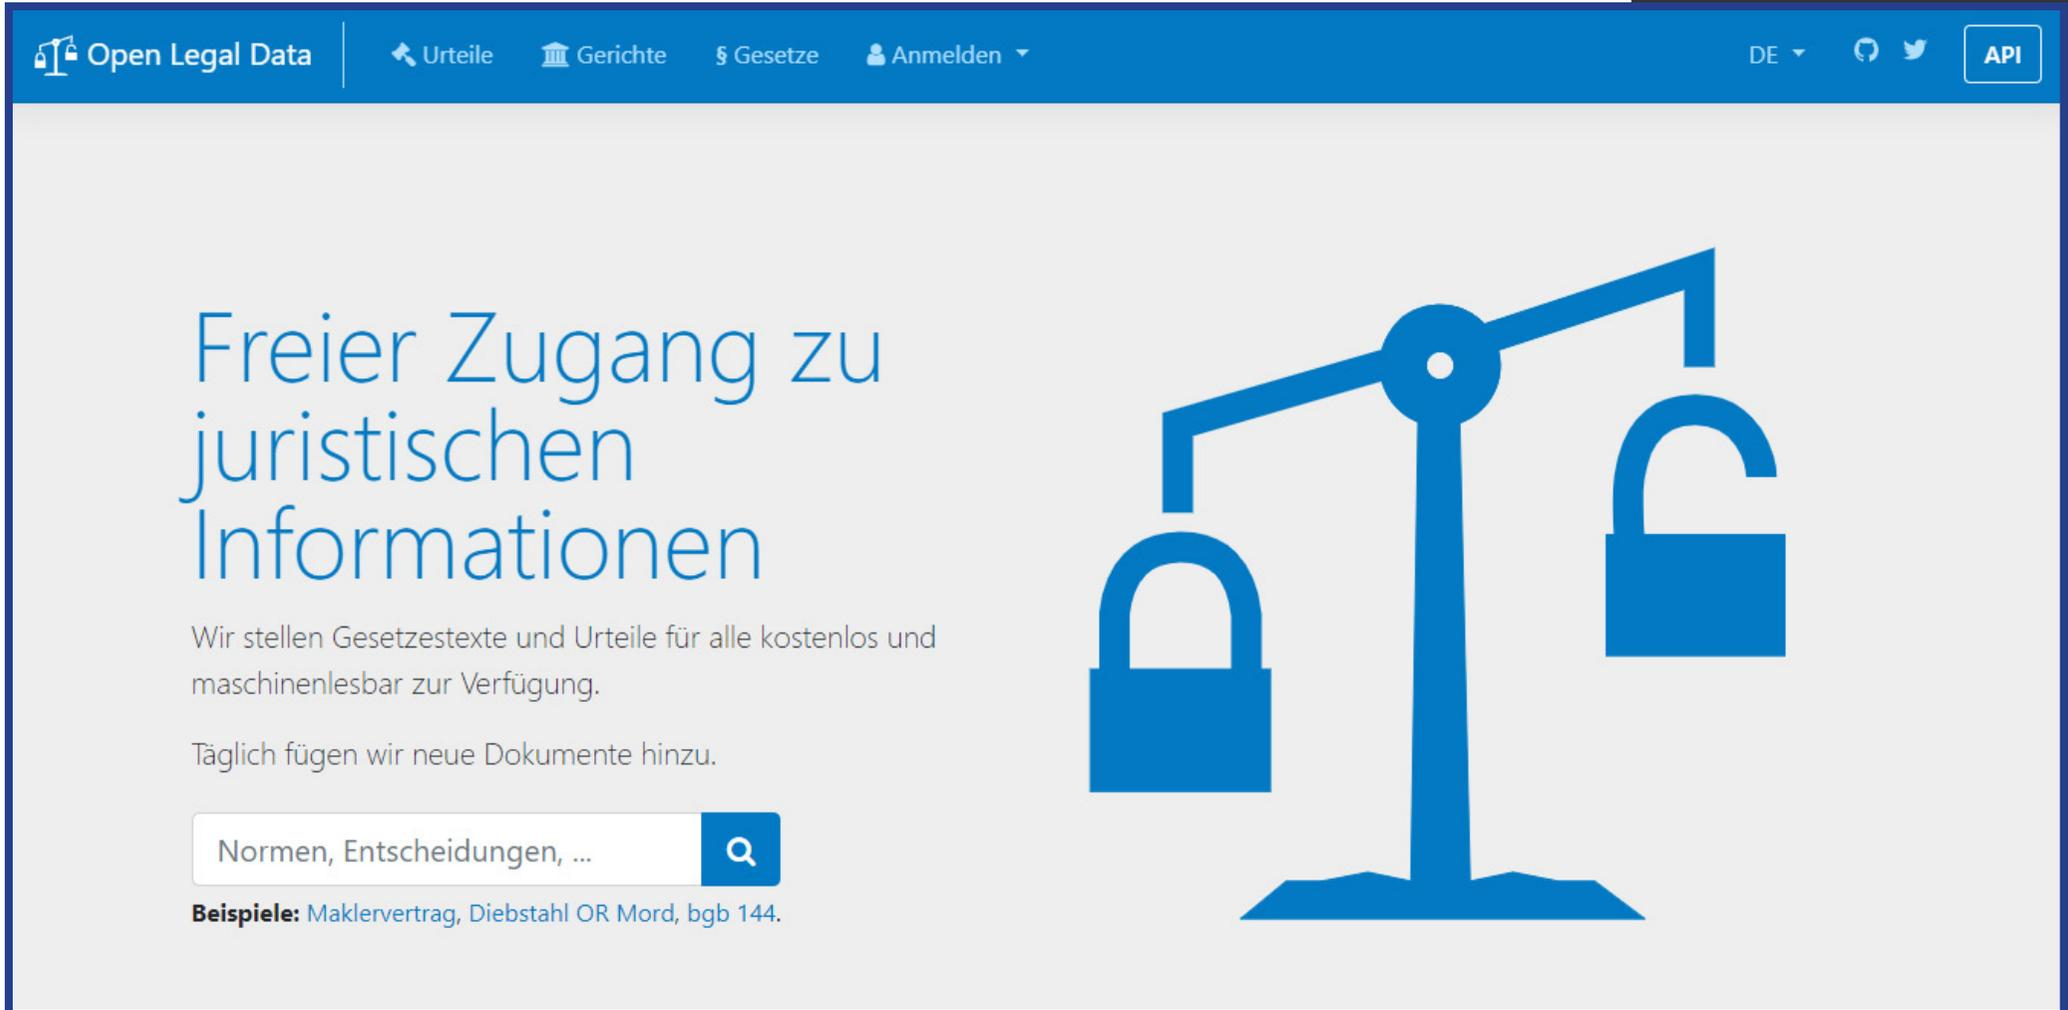 Open Legal Data Urteile Gerichte § Gesetze Anmelden DE API
Freier Zugang zu
juristischen
Informationen
Wir stellen Gesetzestexte und Urteile für alle kostenlos und
maschinenlesbar zur Verfügung.
Täglich fügen wir neue Dokumente hinzu.
Normen, Entscheidungen, ...
Beispiele: Maklervertrag, Diebstahl OR Mord, bgb 144.